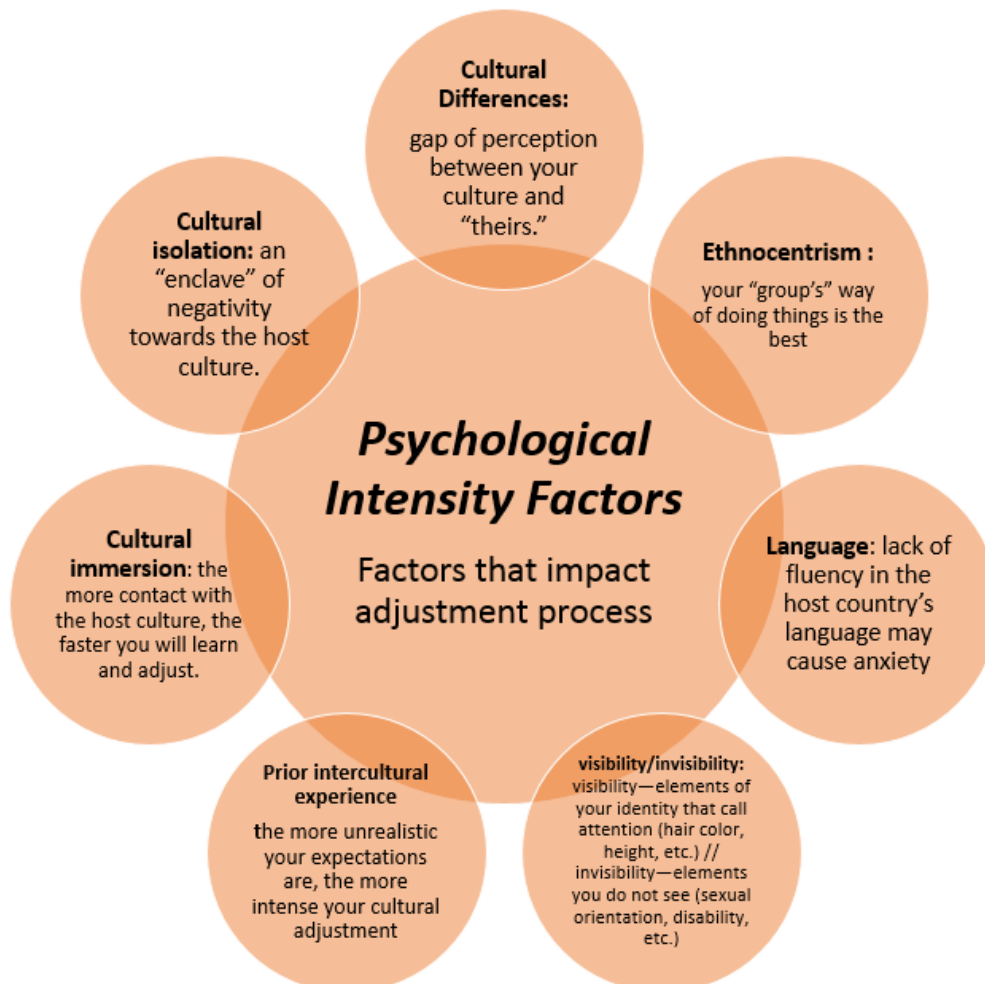 Cultural
Differences:
gap of perception
between your
culture and
“theirs.”
Ethnocentrism :
your “group’s” way
of doing things is the
best
Language: lack of
fluency in the
host country’s
language may
cause anxiety
visibility/invisibility:
visibility—elements of
your identity that call
attention (hair color,
height, etc.) //
invisibility—elements
you do not see (sexual
orientation, disability,
etc.)
Prior intercultural
experience
the more unrealistic
your expectations
are, the more
intense your cultural
adjustment
Cultural
immersion: the
more contact with
the host culture, the
faster you will learn
and adjust.
Cultural
isolation: an
“enclave” of
negativity
towards the host
culture.
Psychological
Intensity Factors
Factors that impact
adjustment process